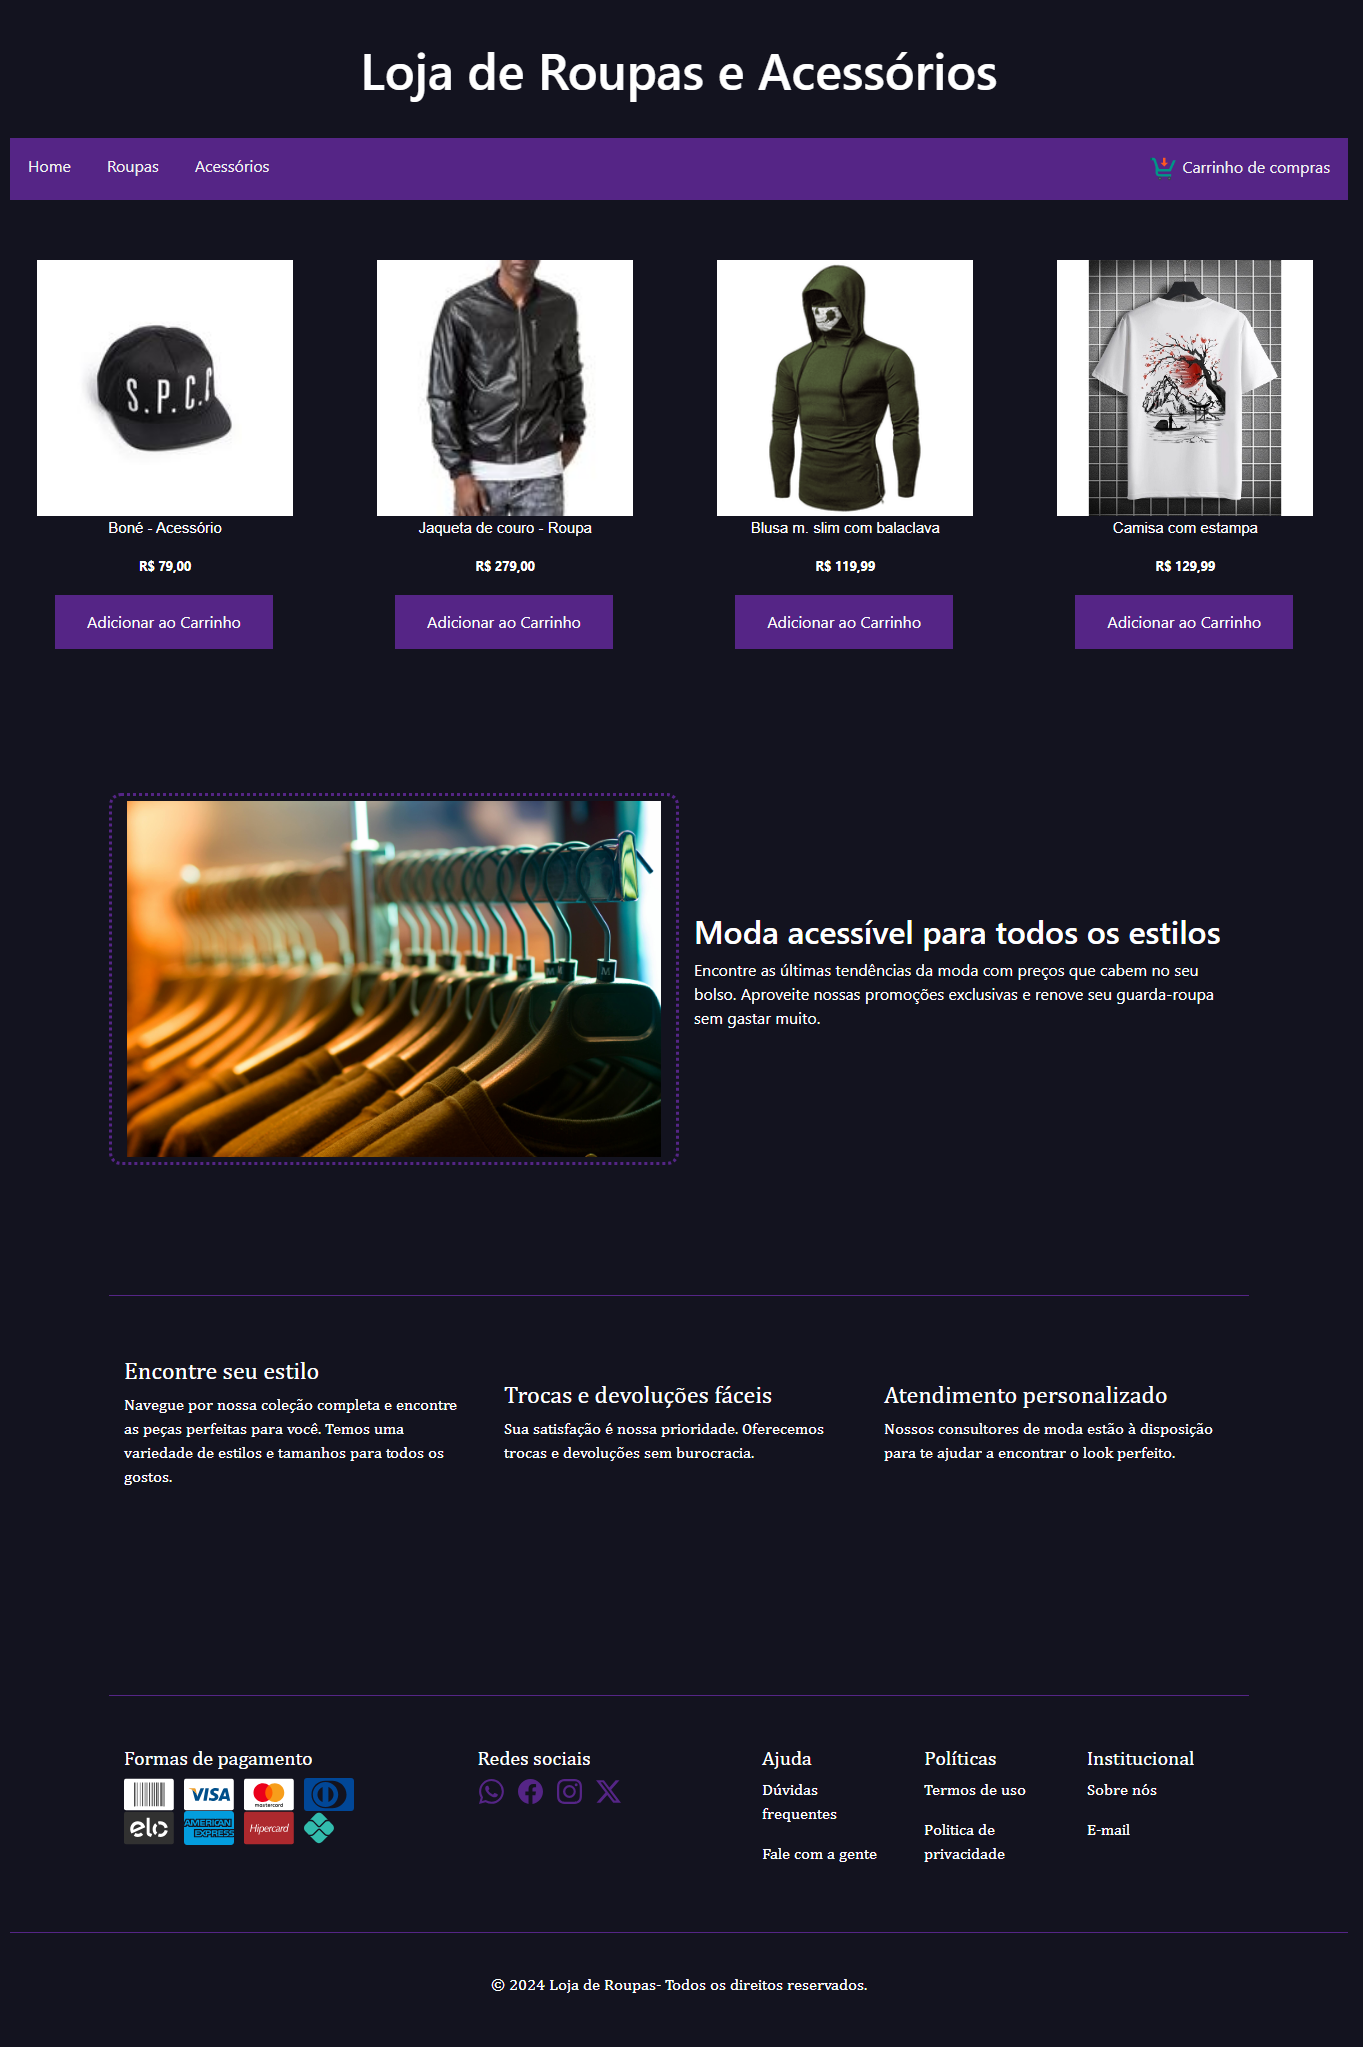 Loja de Roupas e Acessórios
Home
Roupas
Acessórios
Carrinho de compras
S.P.C.
Boné - Acessório
Jaqueta de couro - Roupa
Blusa m. slim com balaclava
Camisa com estampa
R$ 79,00
R$ 279,00
R$ 119,99
R$ 129,99
Adicionar ao Carrinho
Adicionar ao Carrinho
Adicionar ao Carrinho
Adicionar ao Carrinho
M M M
Moda acessível para todos os estilos
Encontre as últimas tendências da moda com preços que cabem no seu
bolso. Aproveite nossas promoções exclusivas e renove seu guarda-roupa
sem gastar muito.
Encontre seu estilo
Navegue por nossa coleção completa e encontre
as peças perfeitas para você. Temos uma
variedade de estilos e tamanhos para todos os
gostos.
Trocas e devoluções fáceis
Sua satisfação é nossa prioridade. Oferecemos
trocas e devoluções sem burocracia.
Atendimento personalizado
Nossos consultores de moda estão à disposição
para te ajudar a encontrar o look perfeito.
Formas de pagamento
VISA
mastercard
elo
AMERICAN
EXPRESS
Hipercard
Redes sociais
Ajuda
Dúvidas
frequentes
Fale com a gente
Políticas
Termos de uso
Politica de
privacidade
Institucional
Sobre nós
E-mail
© 2024 Loja de Roupas- Todos os direitos reservados.